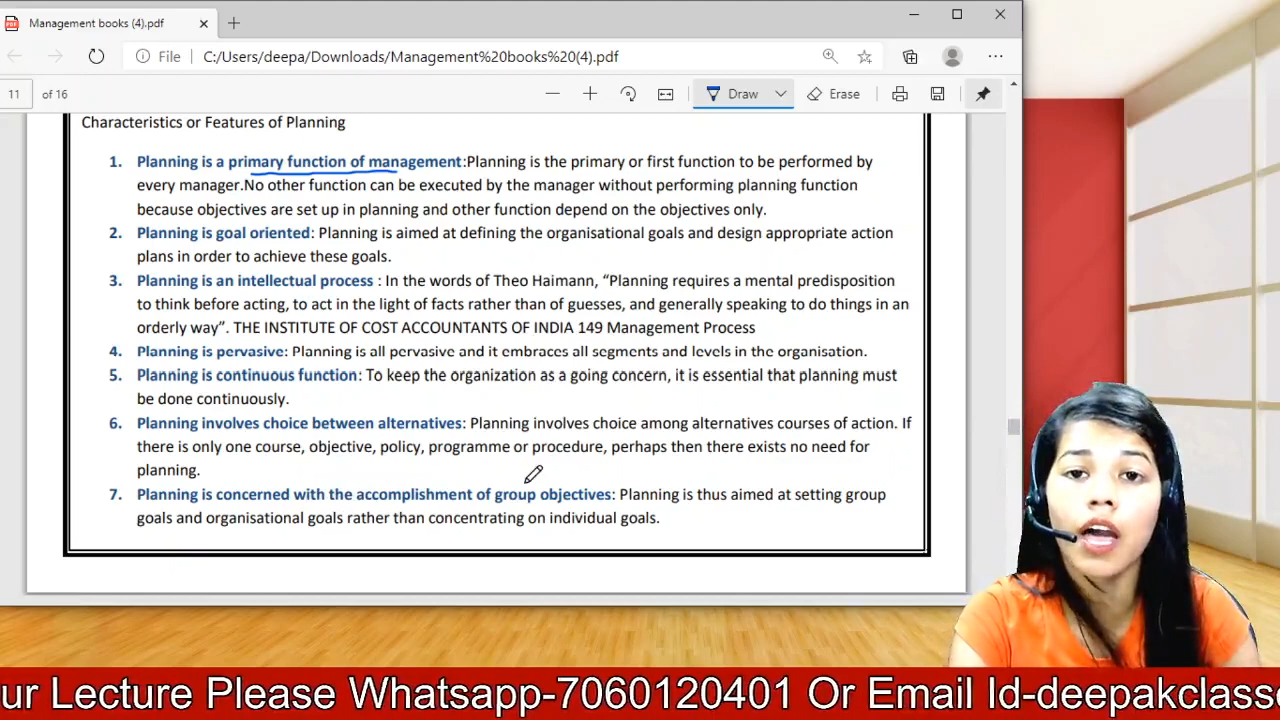 Management books (4).pdf
File C:/Users/deepa/Downloads/Management%20books%20(4).pdf
11 of 16 Draw Erase
Characteristics or Features of Planning
1. Planning is a primary function of management:Planning is the primary or first function to be performed by
every manager.No other function can be executed by the manager without performing planning function
because objectives are set up in planning and other function depend on the objectives only.
2. Planning is goal oriented: Planning is aimed at defining the organisational goals and design appropriate action
plans in order to achieve these goals.
3. Planning is an intellectual process : In the words of Theo Haimann, “Planning requires a mental predisposition
to think before acting, to act in the light of facts rather than of guesses, and generally speaking to do things in an
orderly way”. THE INSTITUTE OF COST ACCOUNTANTS OF INDIA 149 Management Process
4. Planning is pervasive: Planning is all pervasive and it embraces all segments and levels in the organisation.
5. Planning is continuous function: To keep the organization as a going concern, it is essential that planning must
be done continuously.
6. Planning involves choice between alternatives: Planning involves choice among alternatives courses of action. If
there is only one course, objective, policy, programme or procedure, perhaps then there exists no need for
planning.
7. Planning is concerned with the accomplishment of group objectives: Planning is thus aimed at setting group
goals and organisational goals rather than concentrating on individual goals.
ur Lecture Please Whatsapp-7060120401 Or Email Id-deepakclasse